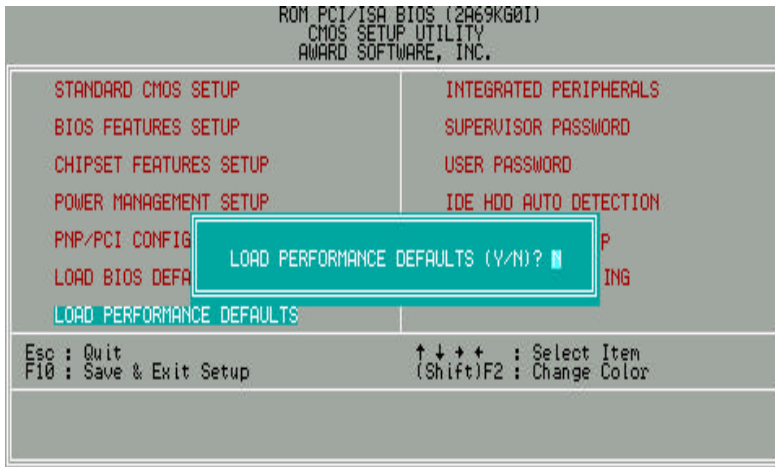 ROM PCI/ISA BIOS (2A69KG0I)
CMOS SETUP UTILITY
AWARD SOFTWARE, INC.
STANDARD CMOS SETUP
BIOS FEATURES SETUP
CHIPSET FEATURES SETUP
POWER MANAGEMENT SETUP
PNP/PCI CONFIG
LOAD BIOS DEFA
LOAD PERFORMANCE DEFAULTS
INTEGRATED PERIPHERALS
SUPERVISOR PASSWORD
USER PASSWORD
IDE HDD AUTO DETECTION
P
ING
LOAD PERFORMANCE DEFAULTS (Y/N)? N
Esc : Quit
F10 : Save & Exit Setup
↑ ↓ → ← : Select Item
(Shift)F2 : Change Color